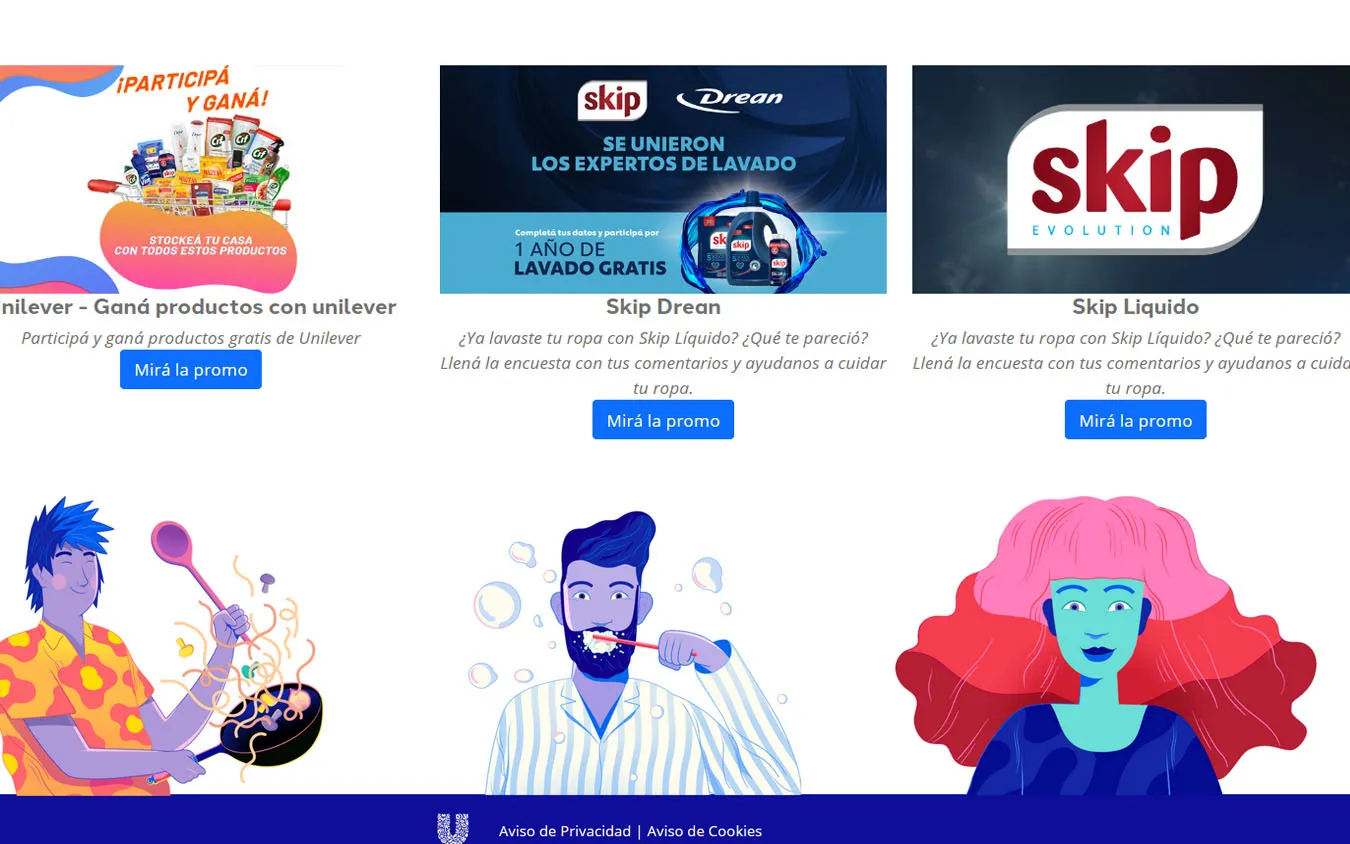 ¡PARTICIPÁ
Y GANÁ!
STOCKEÁ TU CASA
CON TODOS ESTOS PRODUCTOS
nilever - Ganá productos con unilever
Participá y ganá productos gratis de Unilever
Mirá la promo
skip Drean
SE UNIERON
LOS EXPERTOS DE LAVADO
Completá tus datos y participá por
1 AÑO DE
LAVADO GRATIS
skip
skip
Skip Drean
¿Ya lavaste tu ropa con Skip Líquido? ¿Qué te pareció?
Llená la encuesta con tus comentarios y ayudanos a cuidar
tu ropa.
Mirá la promo
skip
EVOLUTION
Skip Liquido
¿Ya lavaste tu ropa con Skip Líquido? ¿Qué te pareció?
Llená la encuesta con tus comentarios y ayudanos a cuida
tu ropa.
Mirá la promo
Aviso de Privacidad | Aviso de Cookies